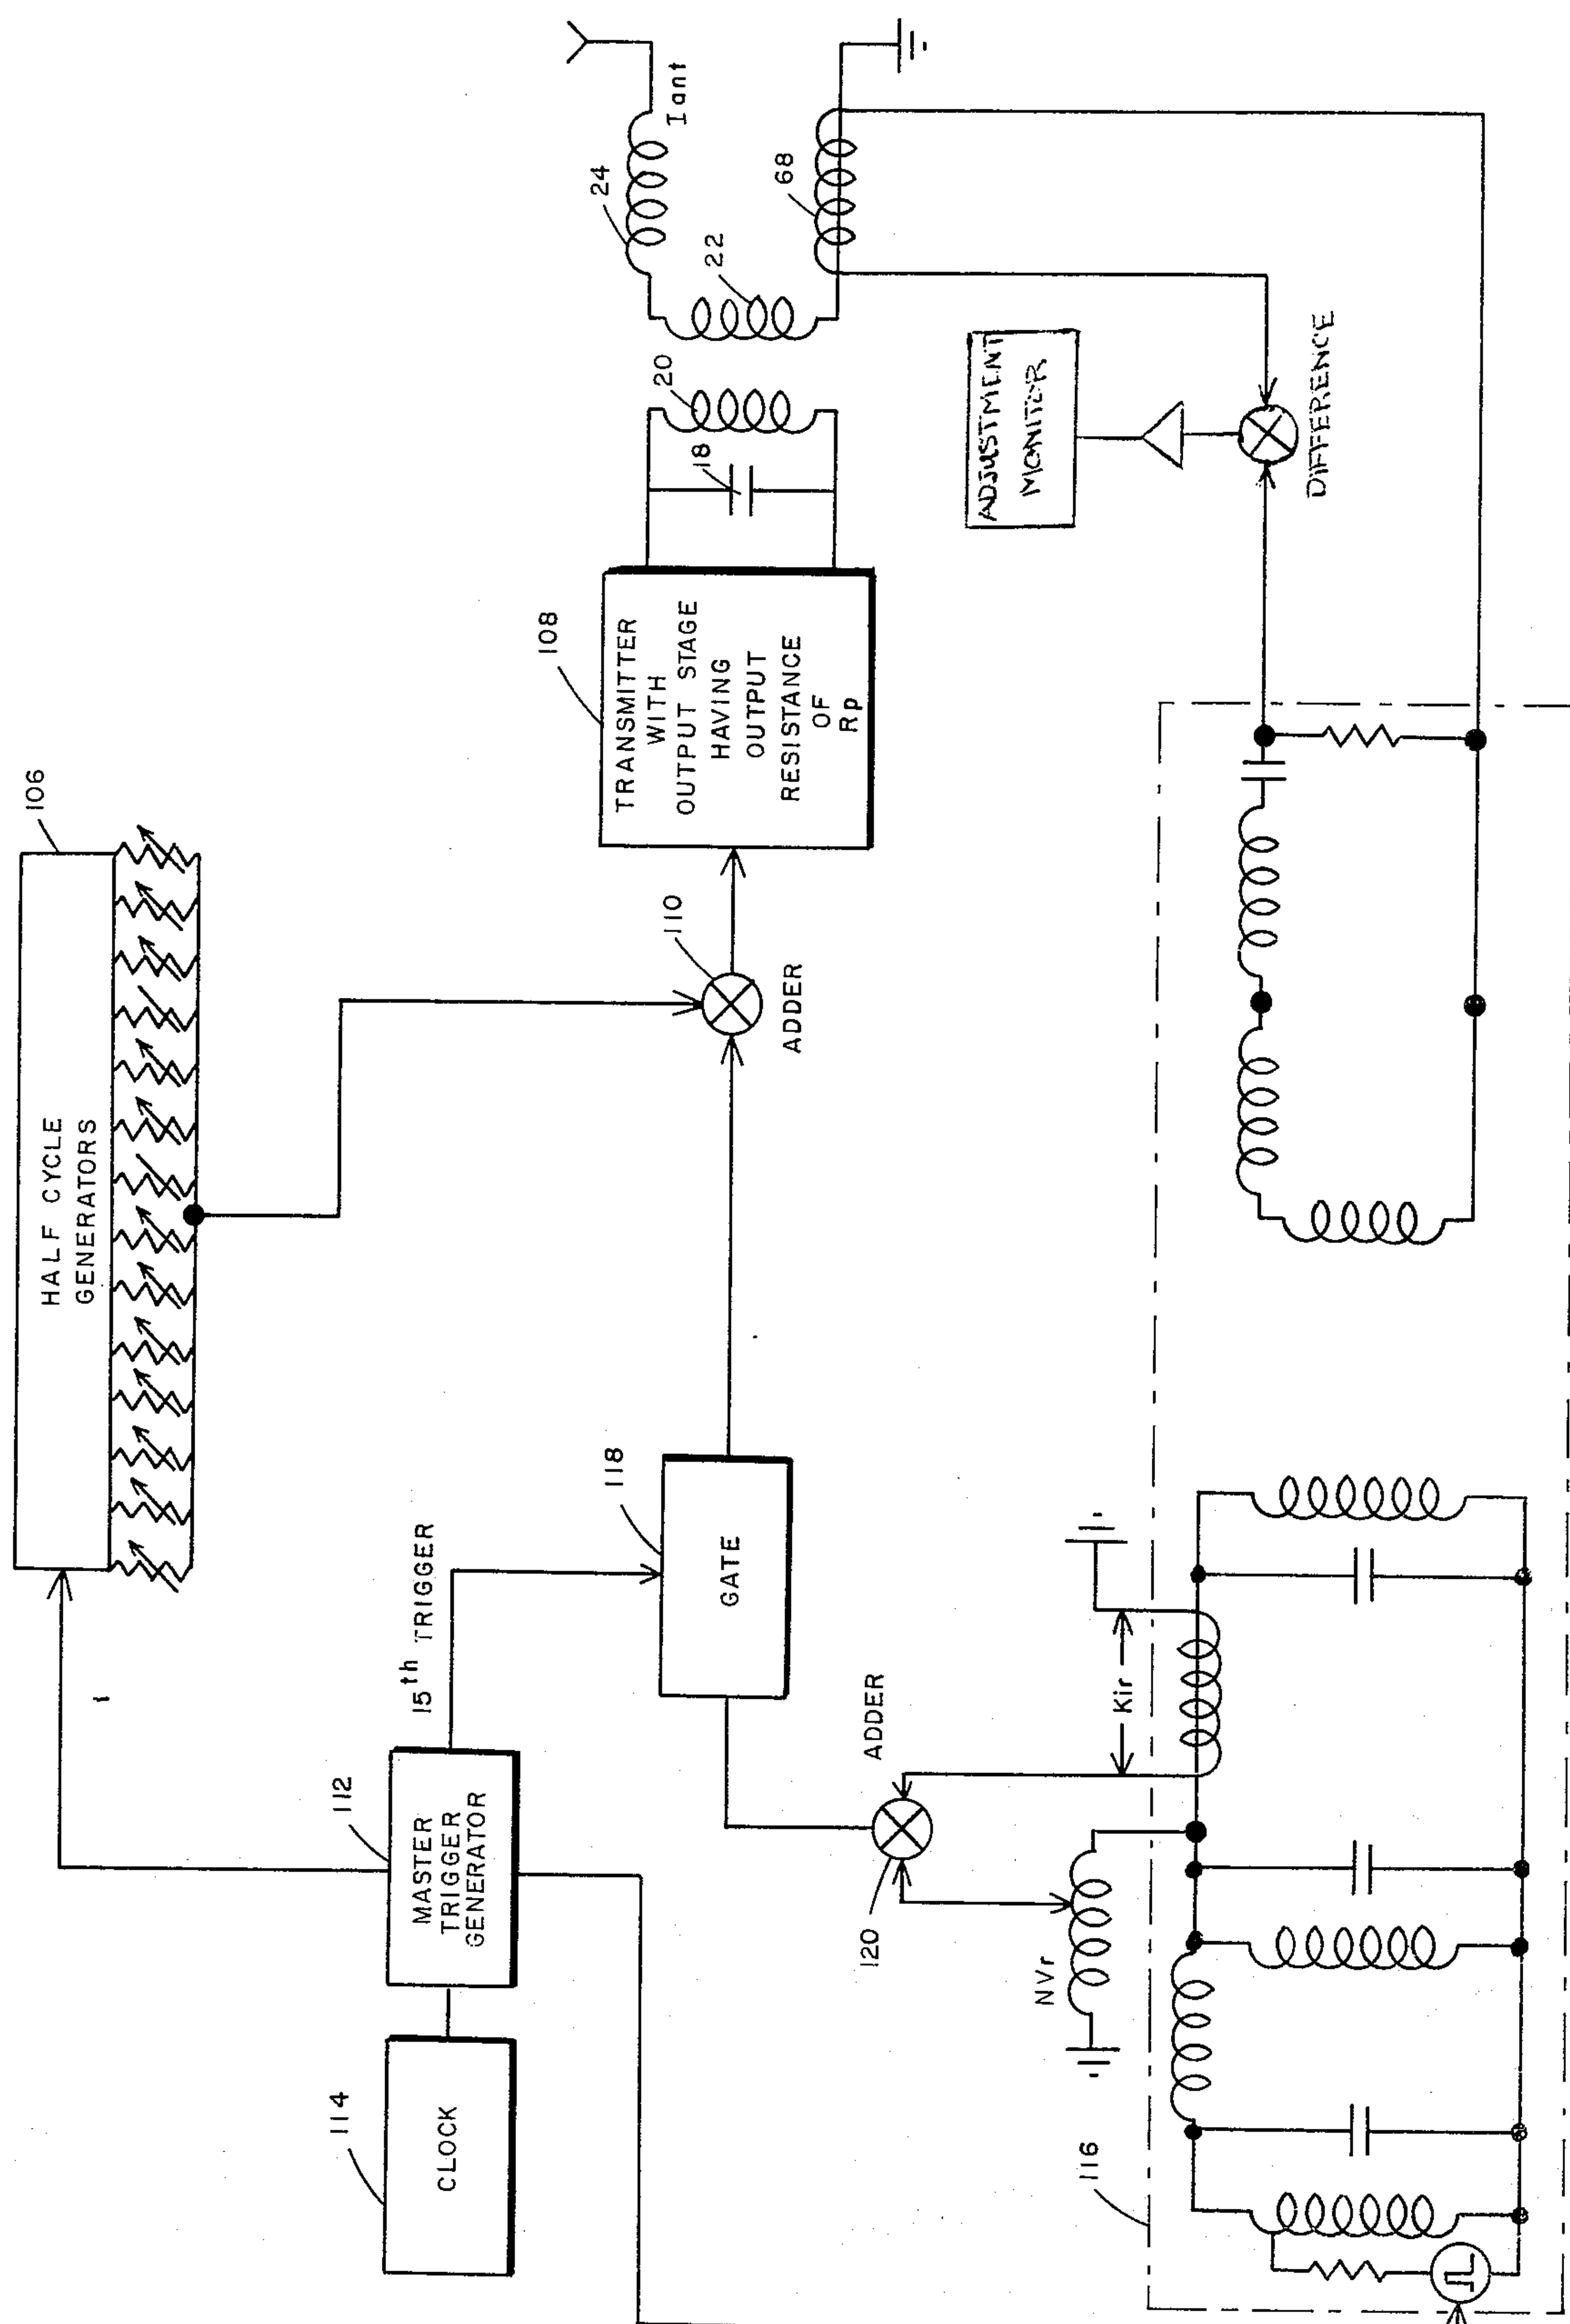 106
HALF CYCLE
GENERATORS
24
Iant
22
68
20
18
108
TRANSMITTER
WITH
OUTPUT STAGE
HAVING
OUTPUT
RESISTANCE
OF
Rp
110
ADDER
ADJUSTMENT
MONITOR
DIFFERENCE
15th TRIGGER
118
GATE
112
MASTER
TRIGGER
GENERATOR
114
CLOCK
ADDER
120
Kir
NVr
116